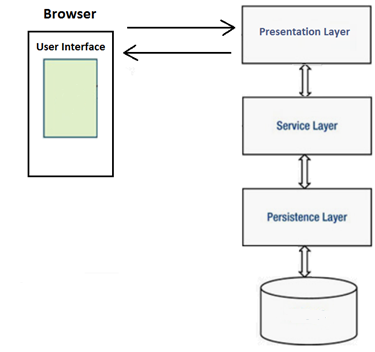 Browser
User Interface
Presentation Layer
Service Layer
Persistence Layer